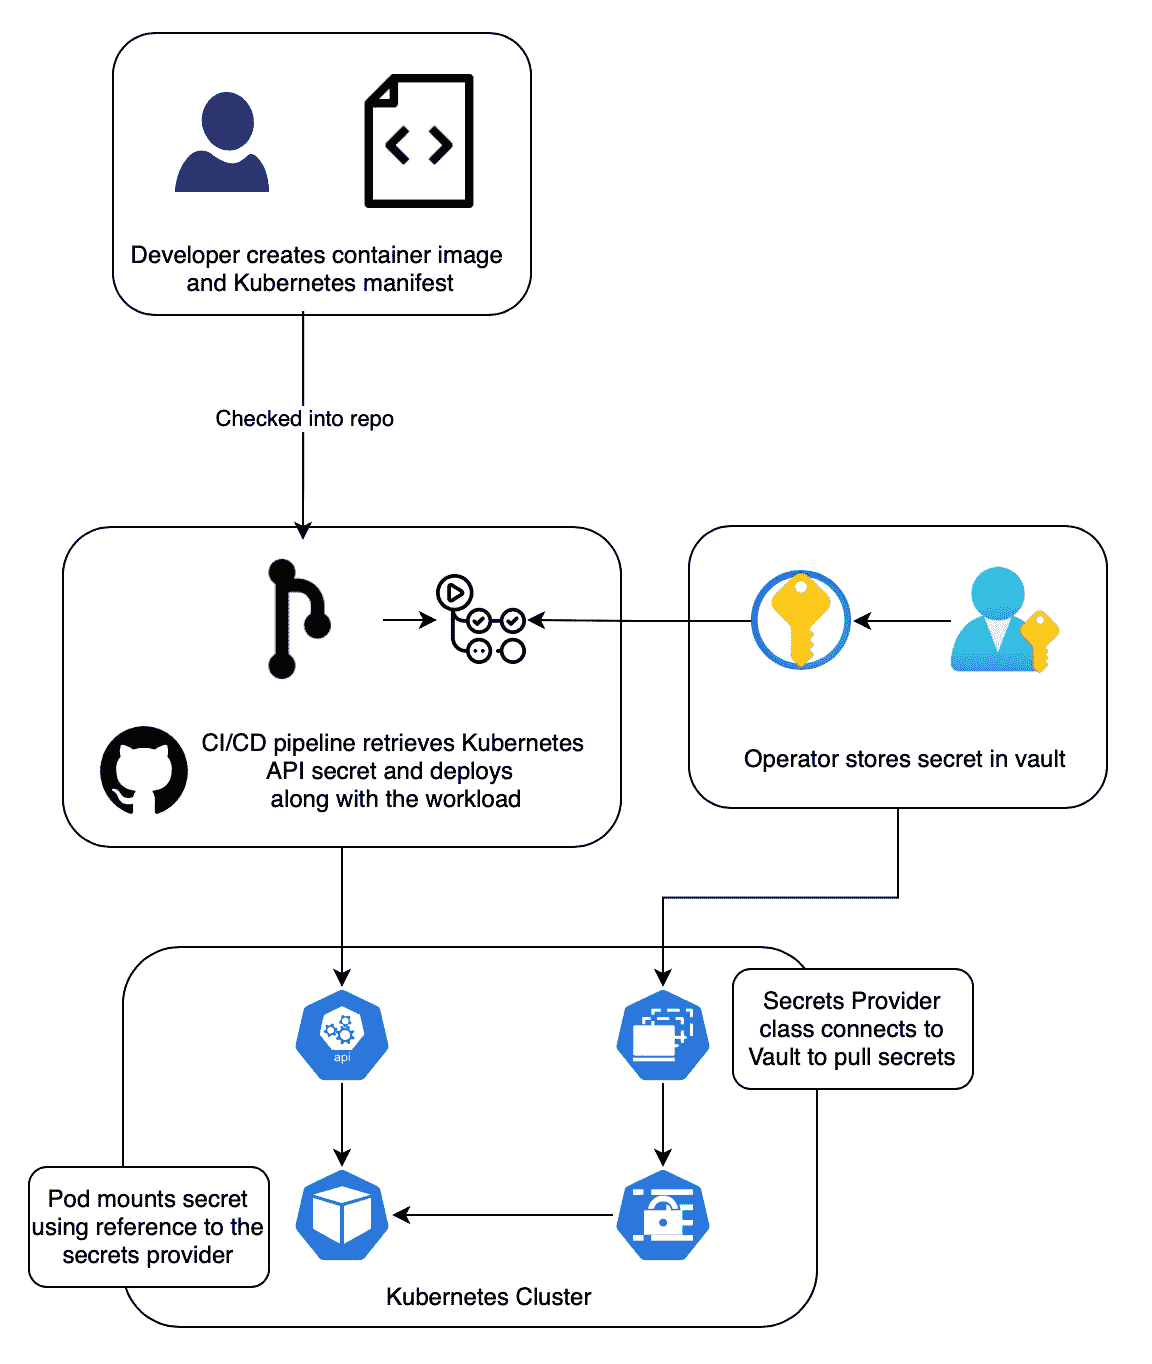 Developer creates container image
and Kubernetes manifest
Checked into repo
CI/CD pipeline retrieves Kubernetes
API secret and deploys
along with the workload
Operator stores secret in vault
api
Secrets Provider
class connects to
Vault to pull secrets
Pod mounts secret
using reference to the
secrets provider
Kubernetes Cluster